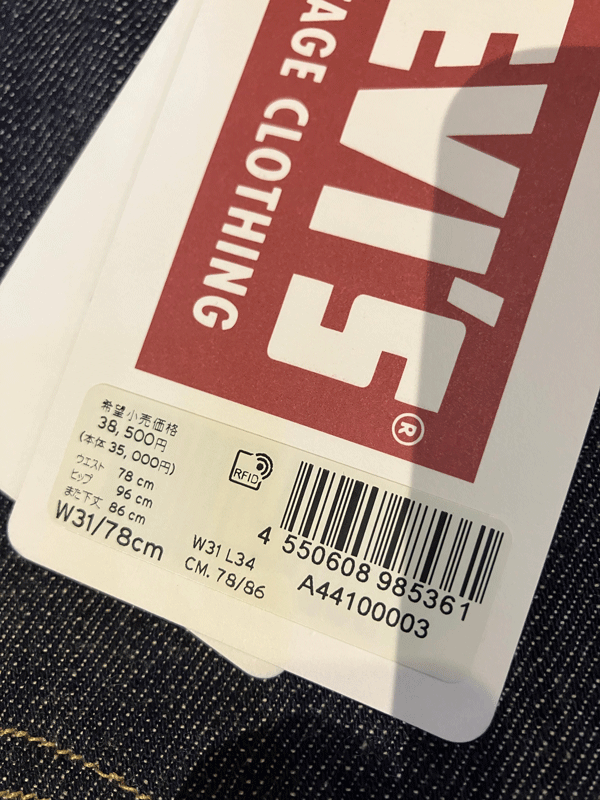 EVI'S®
AGE CLOTHING
希望小売価格
38,500円
(本体 35,000円)
ウエスト 78 cm
ヒップ 96 cm
また下丈 86 cm
W31/78cm
RFID
W31 L34
CM. 78/86
4 550608 985361
A44100003